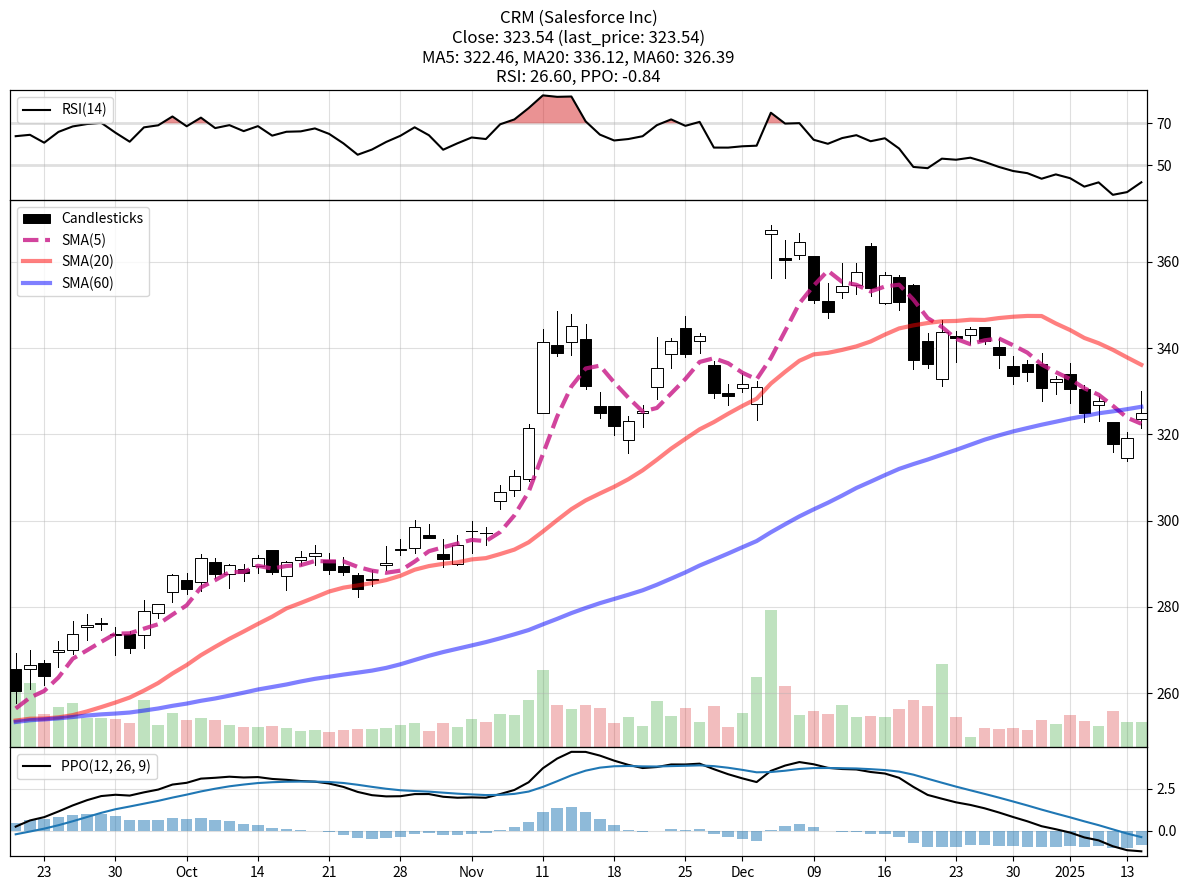 CRM (Salesforce Inc)
Close: 323.54 (last_price: 323.54)
MA5: 322.46, MA20: 336.12, MA60: 326.39
RSI: 26.60, PPO: -0.84
RSI(14)
70
50
Candlesticks
SMA(5)
SMA(20)
SMA(60)
360
340
320
300
280
260
PPO(12, 26, 9)
2.5
0.0
23 30 Oct 14 21 28 Nov 11 18 25 Dec 09 16 23 30 2025 13